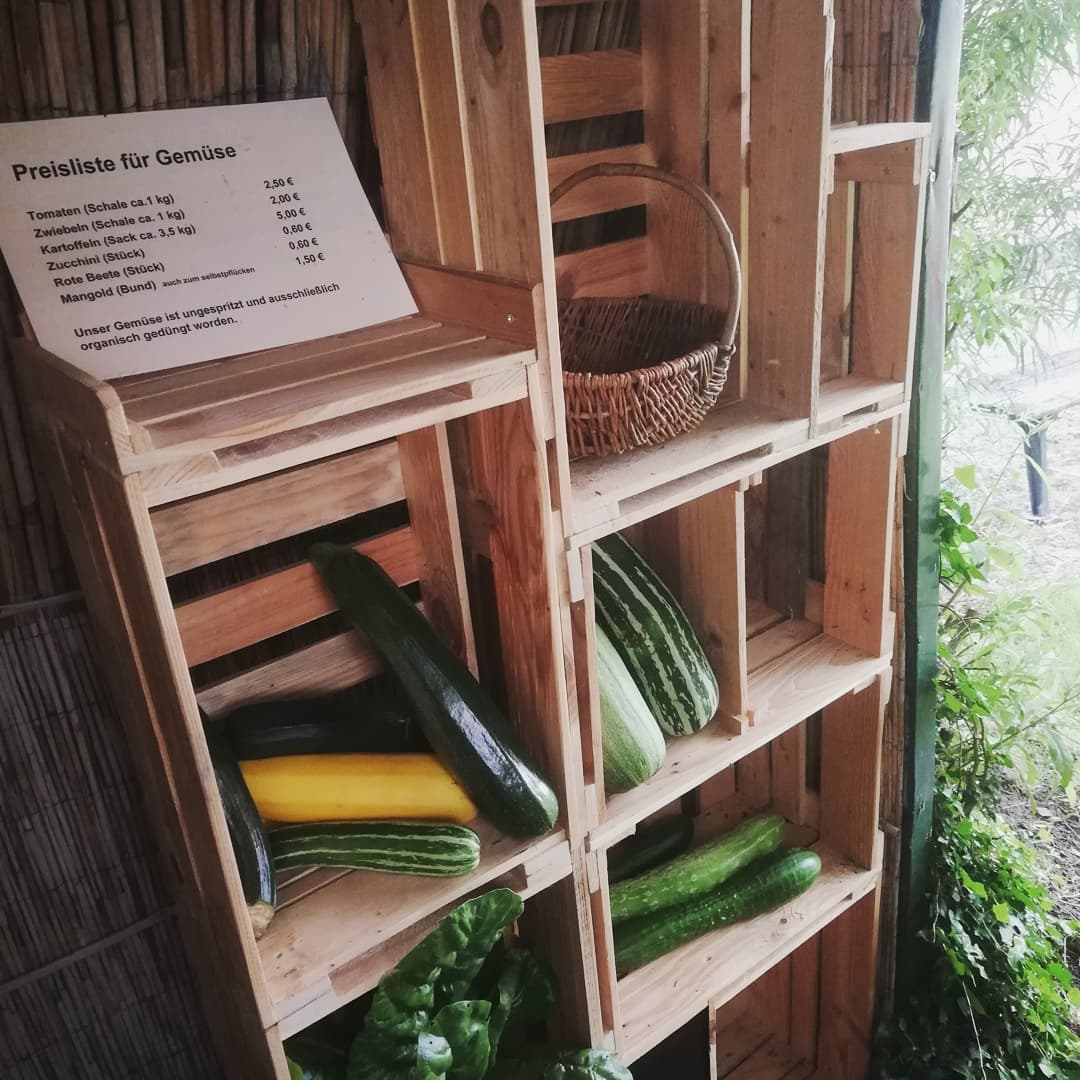 Preisliste für Gemüse
Tomaten (Schale ca.1 kg) 2,50 €
Zwiebeln (Schale ca. 1 kg) 2,00 €
Kartoffeln (Sack ca. 3,5 kg) 5,00 €
Zucchini (Stück) 0,60 €
Rote Beete (Stück) 0,60 €
Mangold (Bund) auch zum selbstpflücken 1,50 €
Unser Gemüse ist ungespritzt und ausschließlich
organisch gedüngt worden.